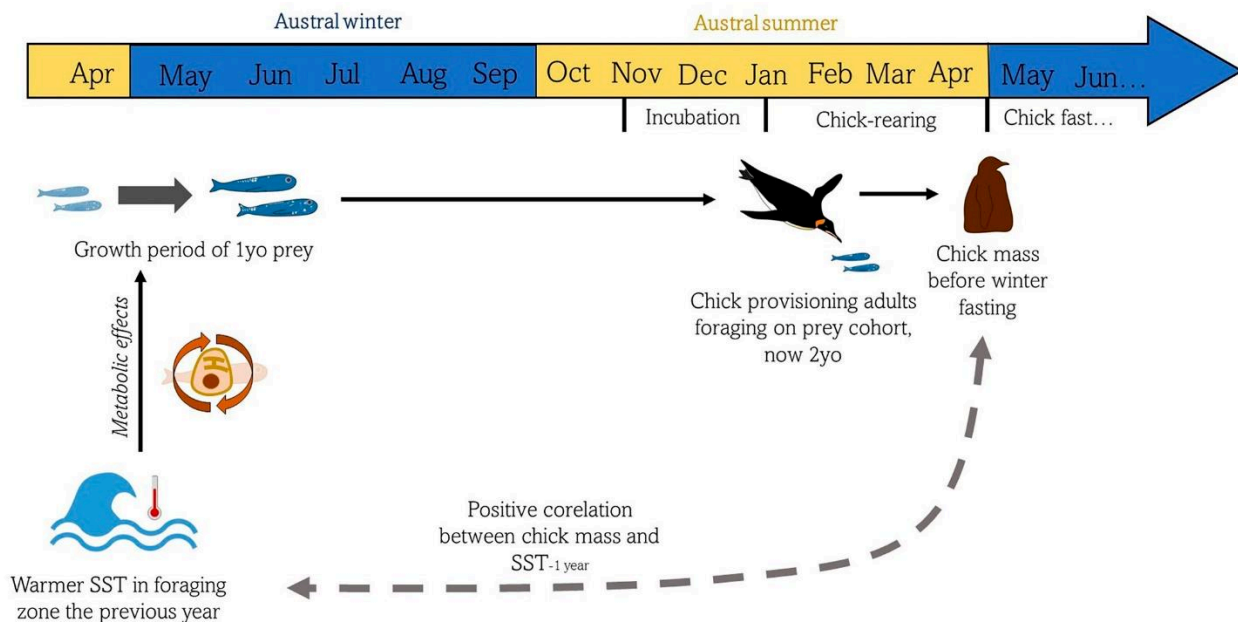 Austral winter
Austral summer
Apr May Jun Jul Aug Sep Oct Nov Dec Jan Feb Mar Apr May Jun...
Incubation
Chick-rearing
Chick fast...
Growth period of 1yo prey
Metabolic effects
Chick provisioning adults
foraging on prey cohort,
now 2yo
Chick mass
before winter
fasting
Positive corelation
between chick mass and
SST-1 year
Warmer SST in foraging
zone the previous year